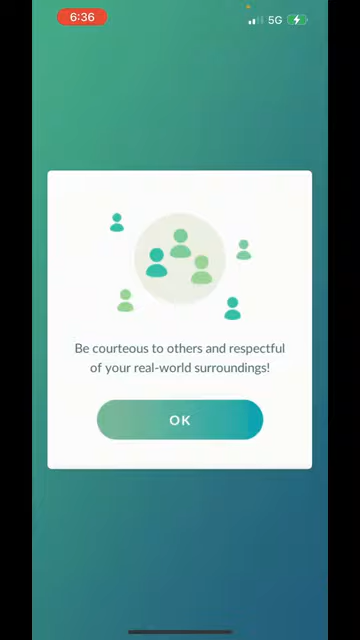 6:36
5G
Be courteous to others and respectful
of your real-world surroundings!
OK